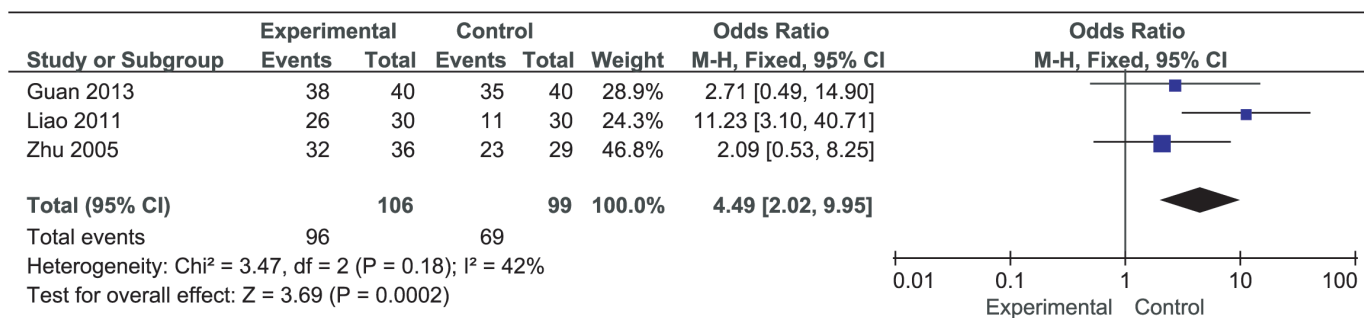 Experimental Control Odds Ratio Odds Ratio
Study or Subgroup Events Total Events Total Weight M-H, Fixed, 95% CI M-H, Fixed, 95% CI
Guan 2013 38 40 35 40 28.9% 2.71 [0.49, 14.90]
Liao 2011 26 30 11 30 24.3% 11.23 [3.10, 40.71]
Zhu 2005 32 36 23 29 46.8% 2.09 [0.53, 8.25]
Total (95% CI) 106 99 100.0% 4.49 [2.02, 9.95]
Total events 96 69
Heterogeneity: Chi² = 3.47, df = 2 (P = 0.18); I² = 42%
Test for overall effect: Z = 3.69 (P = 0.0002)
0.01 0.1 1 10 100
Experimental Control